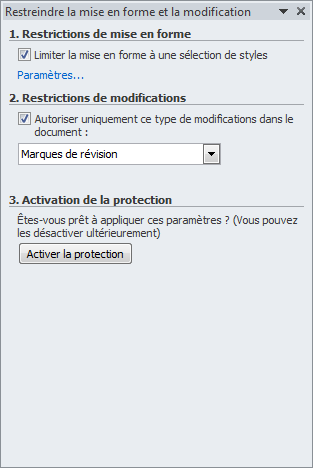 Restreindre la mise en forme et la modification
1. Restrictions de mise en forme
Limiter la mise en forme à une sélection de styles
Paramètres...
2. Restrictions de modifications
Autoriser uniquement ce type de modifications dans le
document :
Marques de révision
3. Activation de la protection
Êtes-vous prêt à appliquer ces paramètres ? (Vous pouvez
les désactiver ultérieurement)
Activer la protection